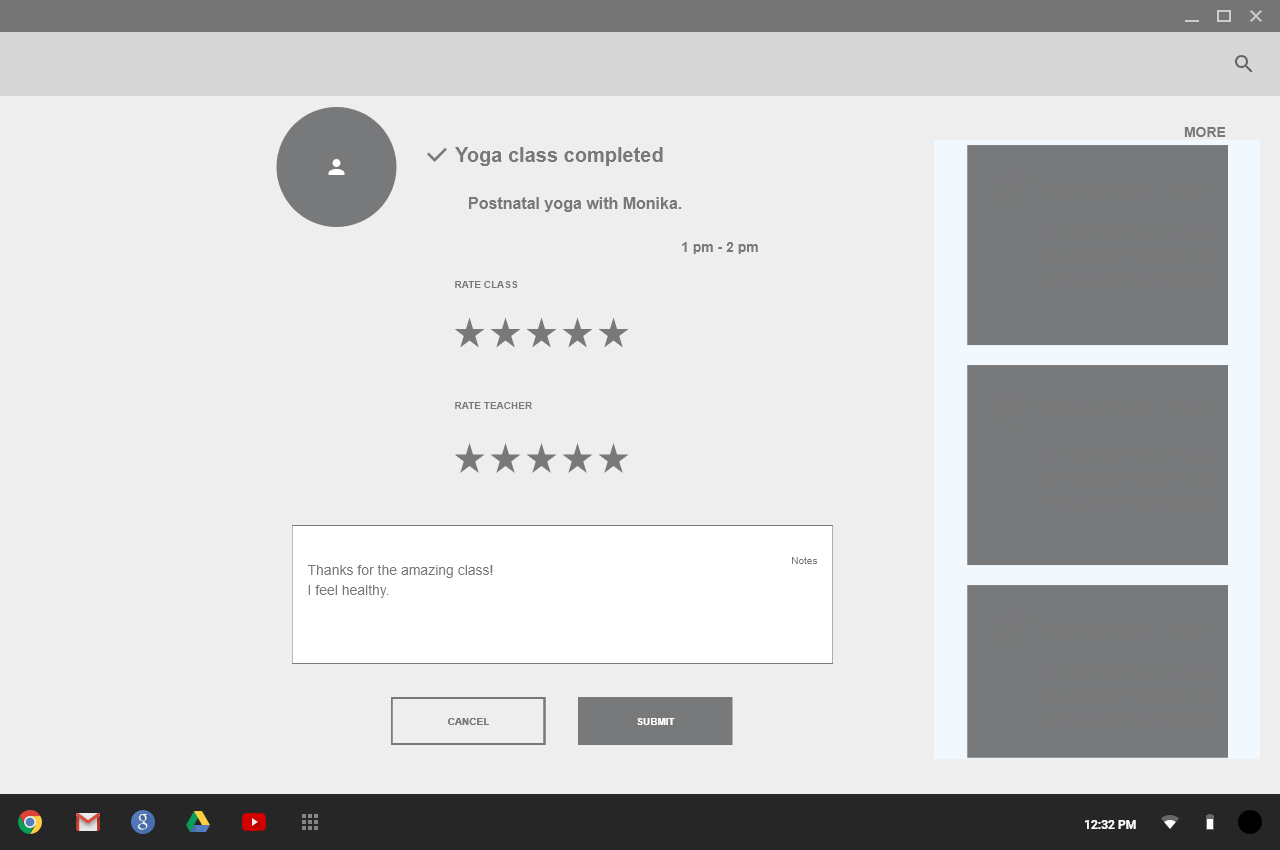 MORE
Yoga class completed
Postnatal yoga with Monika.
1 pm - 2 pm
RATE CLASS
RATE TEACHER
Notes
Thanks for the amazing class!
I feel healthy.
CANCEL
SUBMIT
g
12:32 PM